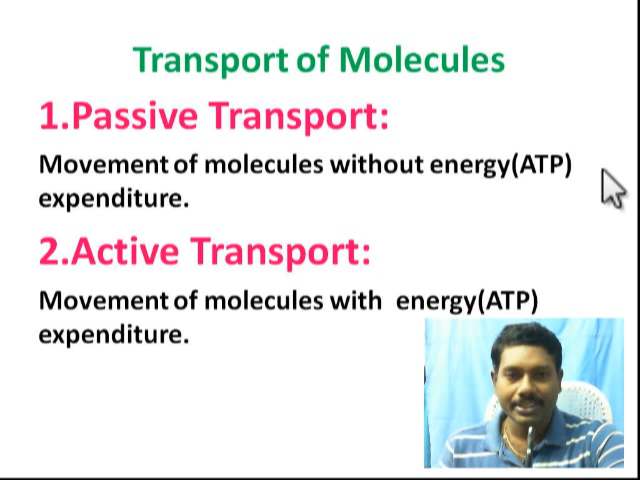 Transport of Molecules
1.Passive Transport:
Movement of molecules without energy(ATP)
expenditure.
2.Active Transport:
Movement of molecules with  energy(ATP)
expenditure.